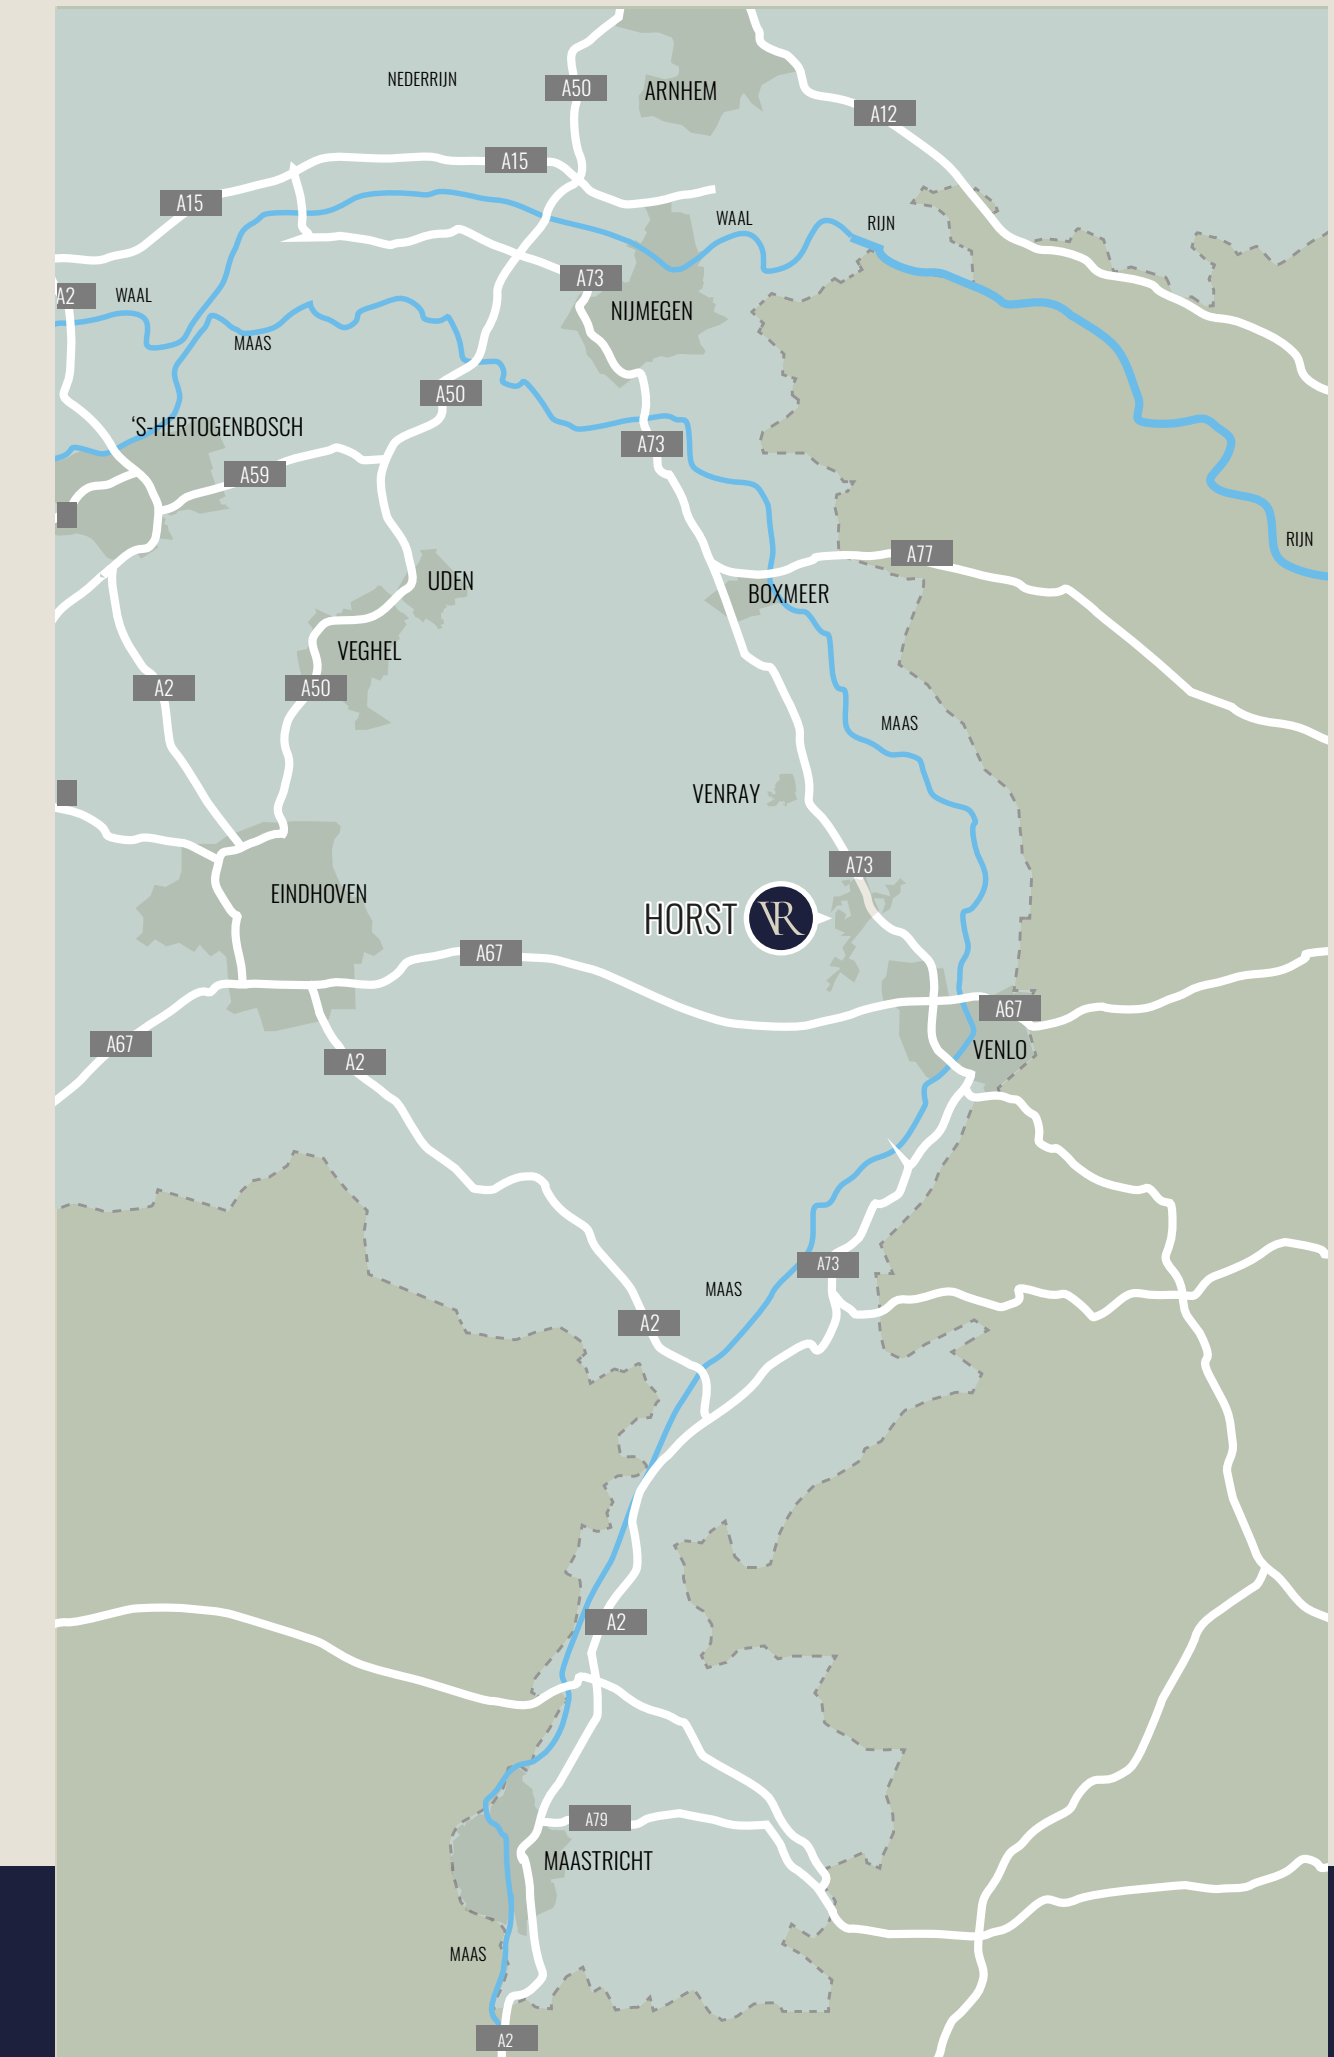 NEDERRIJN
A50
ARNHEM
A12
A15
A15
WAAL
RIJN
A73
A2
WAAL
NIJMEGEN
MAAS
A50
'S-HERTOGENBOSCH
A73
A59
RIJN
A77
UDEN
BOXMEER
VEGHEL
A2
A50
MAAS
VENRAY
A73
EINDHOVEN
HORST VR
A67
A67
A67
VENLO
A2
A73
MAAS
A2
A2
A79
MAASTRICHT
MAAS
A2